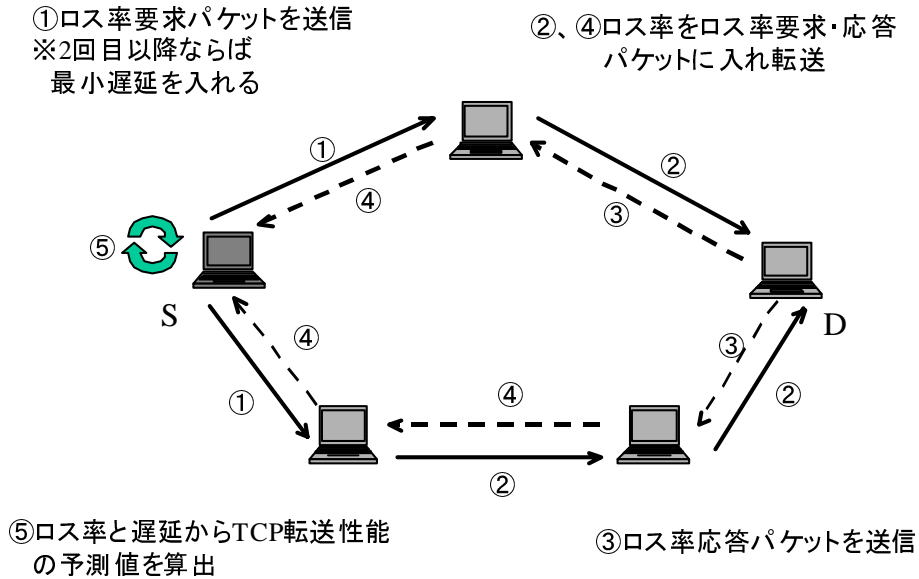 ①ロス率要求パケットを送信
※2回目以降ならば
最小遅延を入れる
②、④ロス率をロス率要求・応答
パケットに入れ転送
①
②
④
③
⑤
S
D
④
③
①
④
②
②
⑤ロス率と遅延からTCP転送性能
の予測値を算出
③ロス率応答パケットを送信